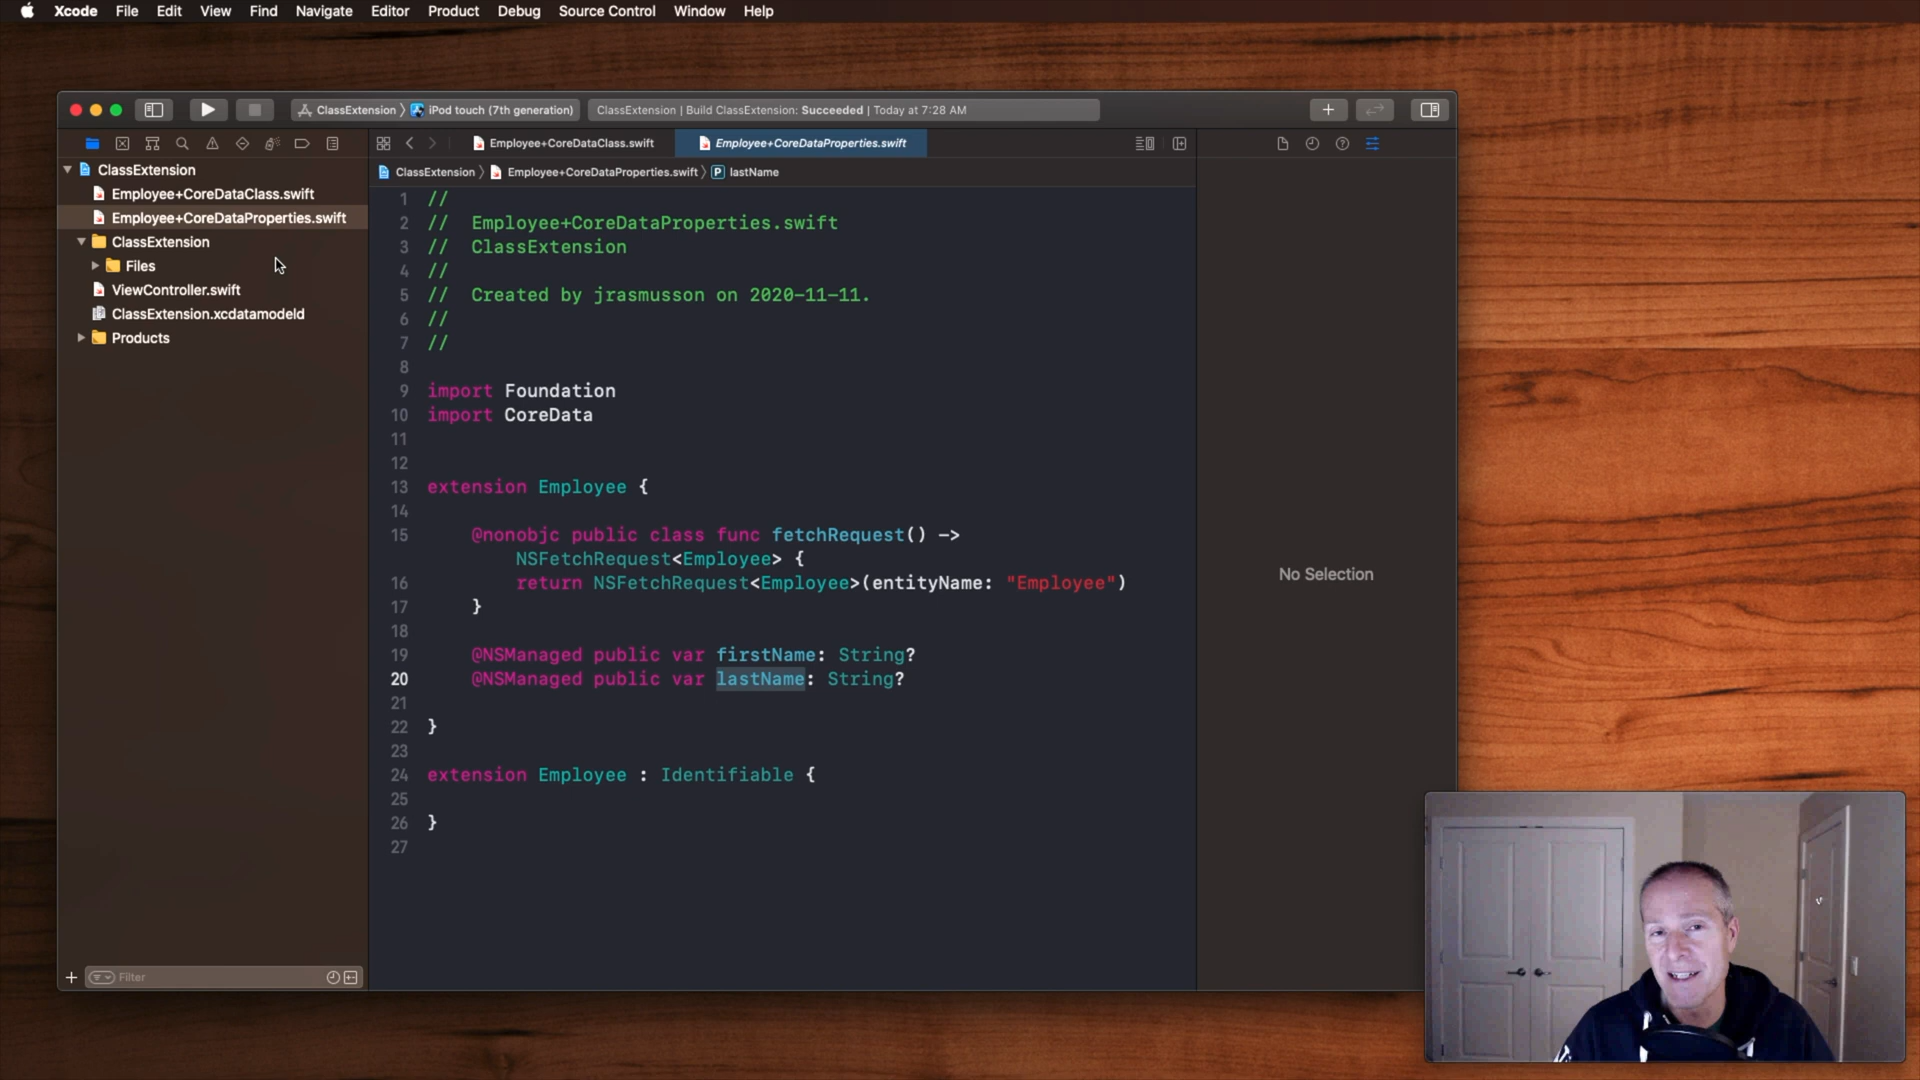 Xcode File Edit View Find Navigate Editor Product Debug Source Control Window Help
ClassExtension 〉 iPod touch (7th generation)
ClassExtension | Build ClassExtension: Succeeded | Today at 7:28 AM
Employee+CoreDataClass.swift
Employee+CoreDataProperties.swift
ClassExtension 〉 Employee+CoreDataProperties.swift 〉 P lastName
ClassExtension
Employee+CoreDataClass.swift
Employee+CoreDataProperties.swift
ClassExtension
Files
ViewController.swift
ClassExtension.xcdatamodeld
Products
Filter
1 //
2 //  Employee+CoreDataProperties.swift
3 //  ClassExtension
4 //
5 //  Created by jrasmusson on 2020-11-11.
6 //
7 //
8
9 import Foundation
10 import CoreData
11
12
13 extension Employee {
14
15     @nonobjc public class func fetchRequest() ->
        NSFetchRequest<Employee> {
16         return NSFetchRequest<Employee>(entityName: "Employee")
17     }
18
19     @NSManaged public var firstName: String?
20     @NSManaged public var lastName: String?
21
22 }
23
24 extension Employee : Identifiable {
25
26 }
27
No Selection